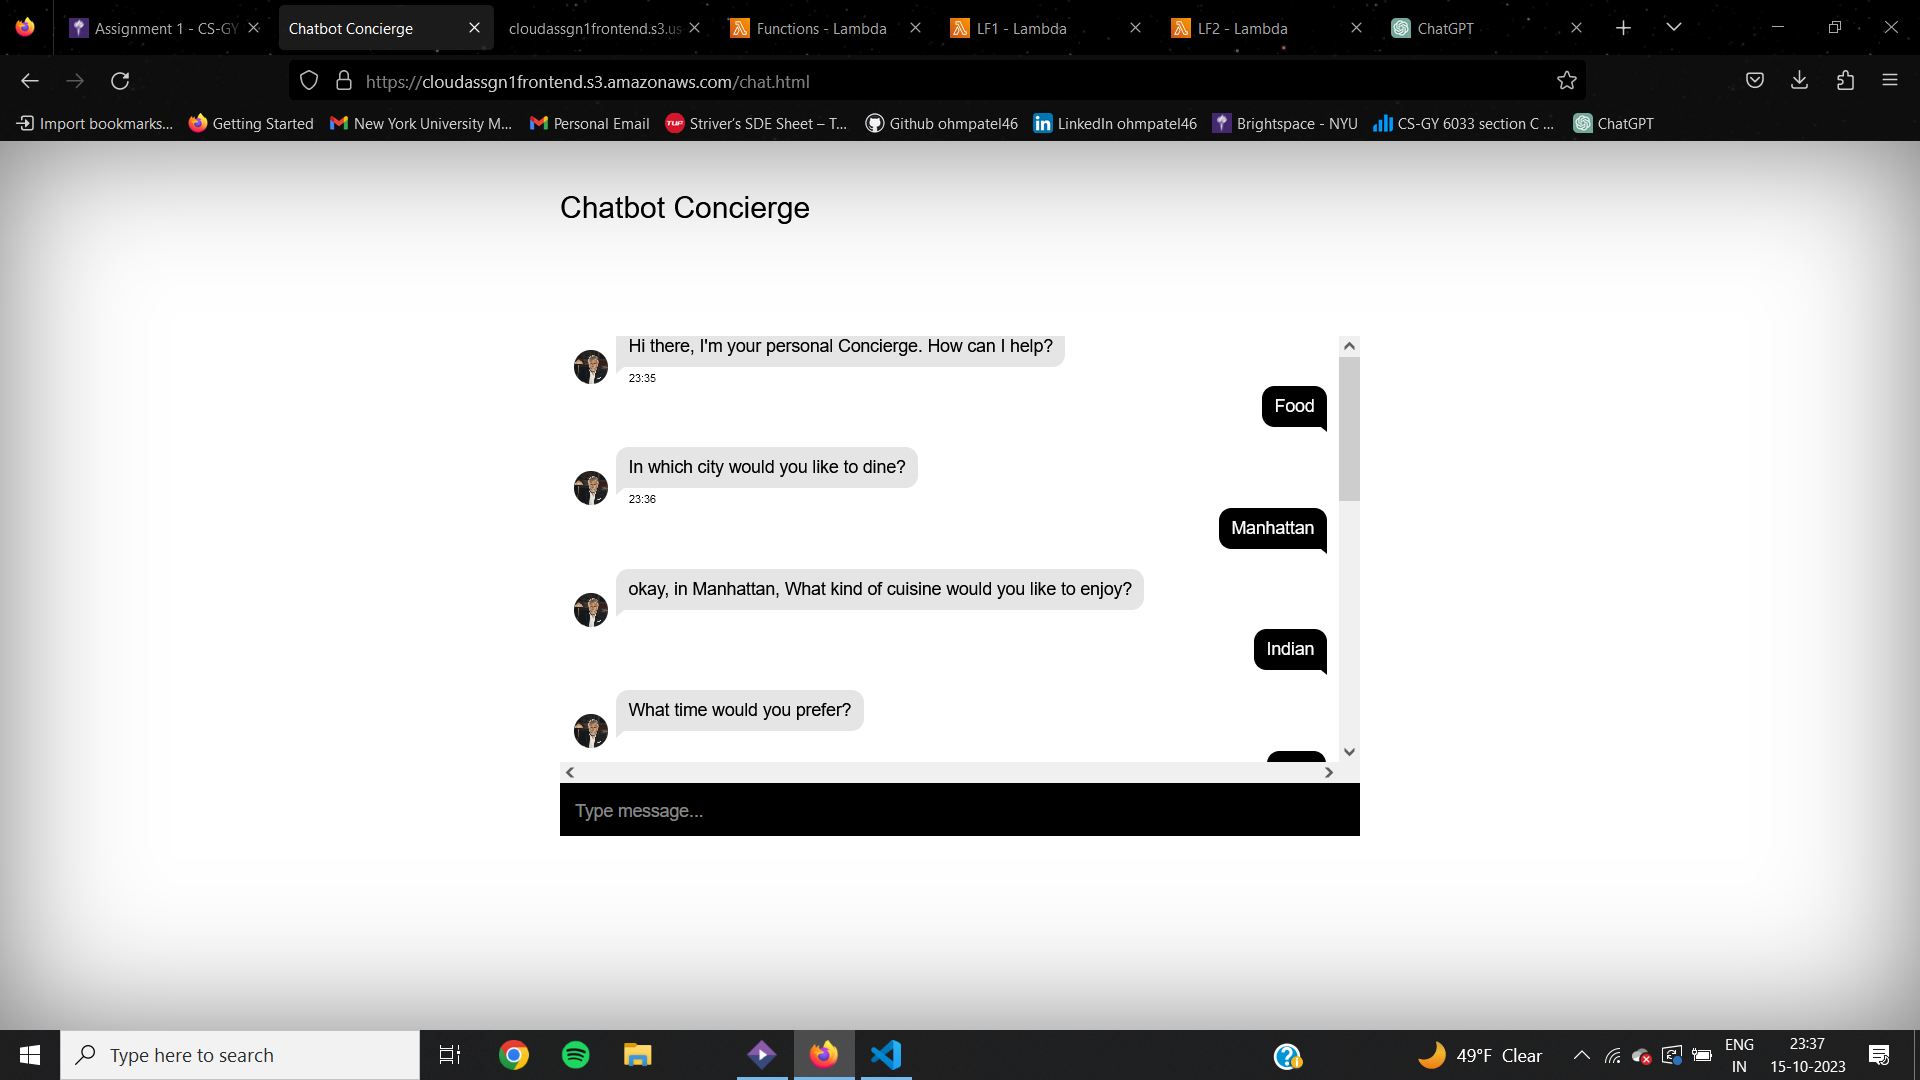 Assignment 1 - CS-GY
Chatbot Concierge
cloudassgn1frontend.s3.us
Functions - Lambda
LF1 - Lambda
LF2 - Lambda
ChatGPT
https://cloudassgn1frontend.s3.amazonaws.com/chat.html
Import bookmarks...
Getting Started
New York University M...
Personal Email
TUF
Striver's SDE Sheet – T...
Github ohmpatel46
LinkedIn ohmpatel46
Brightspace - NYU
CS-GY 6033 section C ...
ChatGPT
Chatbot Concierge
Hi there, I'm your personal Concierge. How can I help?
23:35
Food
In which city would you like to dine?
23:36
Manhattan
okay, in Manhattan, What kind of cuisine would you like to enjoy?
Indian
What time would you prefer?
Type message...
Type here to search
49°F Clear
ENG
IN
23:37
15-10-2023